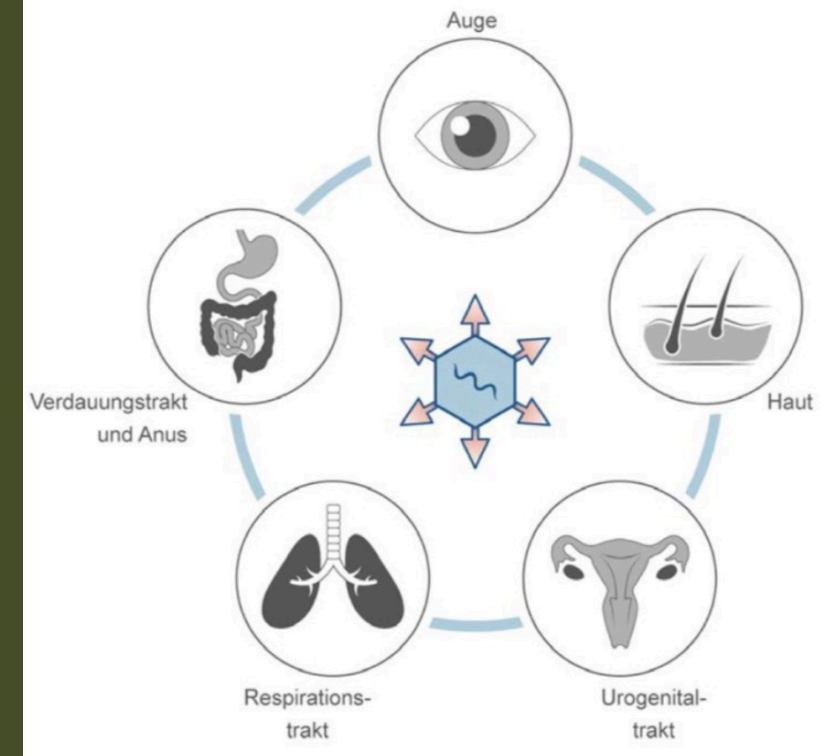 Auge
Verdauungstrakt
und Anus
Haut
Respirations-
trakt
Urogenital-
trakt